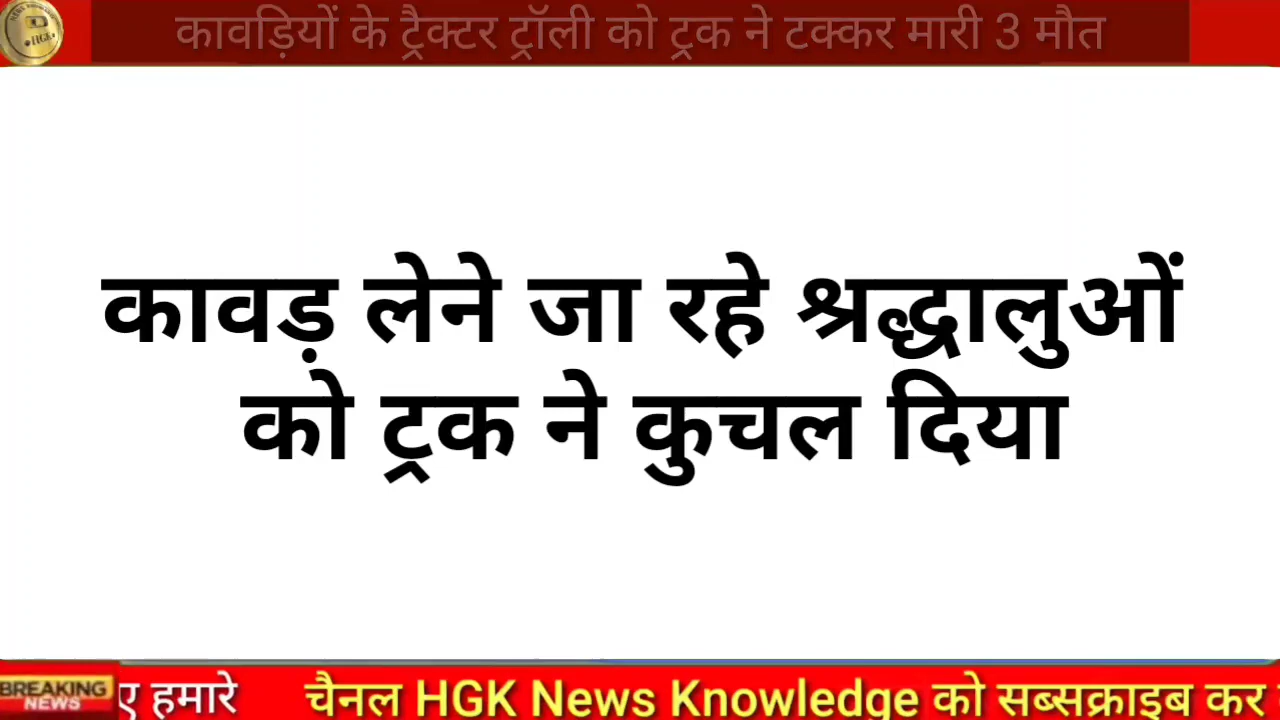 कावड़ियों के ट्रैक्टर ट्रॉली को ट्रक ने टक्कर मारी 3 मौत
HGK
कावड़ लेने जा रहे श्रद्धालुओं
को ट्रक ने कुचल दिया
BREAKING
NEWS
ए हमारे चैनल HGK News Knowledge को सब्सक्राइब कर